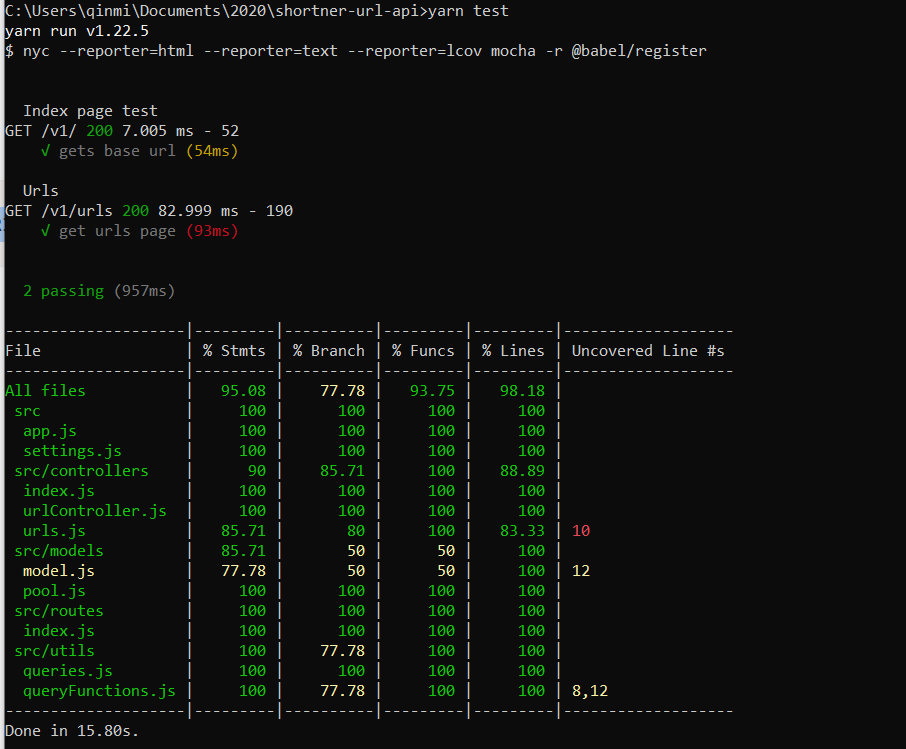 C:\Users\qinmi\Documents\2020\shortner-url-api>yarn test
yarn run v1.22.5
$ nyc --reporter=html --reporter=text --reporter=lcov mocha -r @babel/register
Index page test
GET /v1/ 200 7.005 ms - 52
√ gets base url (54ms)
Urls
GET /v1/urls 200 82.999 ms - 190
√ get urls page (93ms)
2 passing (957ms)
--------------------|---------|----------|---------|---------|-------------------
File                | % Stmts | % Branch | % Funcs | % Lines | Uncovered Line #s
--------------------|---------|----------|---------|---------|-------------------
All files           |   95.08 |    77.78 |   93.75 |   98.18 |
 src                |     100 |      100 |     100 |     100 |
  app.js            |     100 |      100 |     100 |     100 |
  settings.js       |     100 |      100 |     100 |     100 |
 src/controllers    |      90 |    85.71 |     100 |   88.89 |
  index.js          |     100 |      100 |     100 |     100 |
  urlController.js  |     100 |      100 |     100 |     100 |
  urls.js           |   85.71 |       80 |     100 |   83.33 | 10
 src/models         |   85.71 |       50 |      50 |     100 |
  model.js          |   77.78 |       50 |      50 |     100 | 12
  pool.js           |     100 |      100 |     100 |     100 |
 src/routes         |     100 |      100 |     100 |     100 |
  index.js          |     100 |      100 |     100 |     100 |
 src/utils          |     100 |    77.78 |     100 |     100 |
  queries.js        |     100 |      100 |     100 |     100 |
  queryFunctions.js |     100 |    77.78 |     100 |     100 | 8,12
--------------------|---------|----------|---------|---------|-------------------
Done in 15.80s.